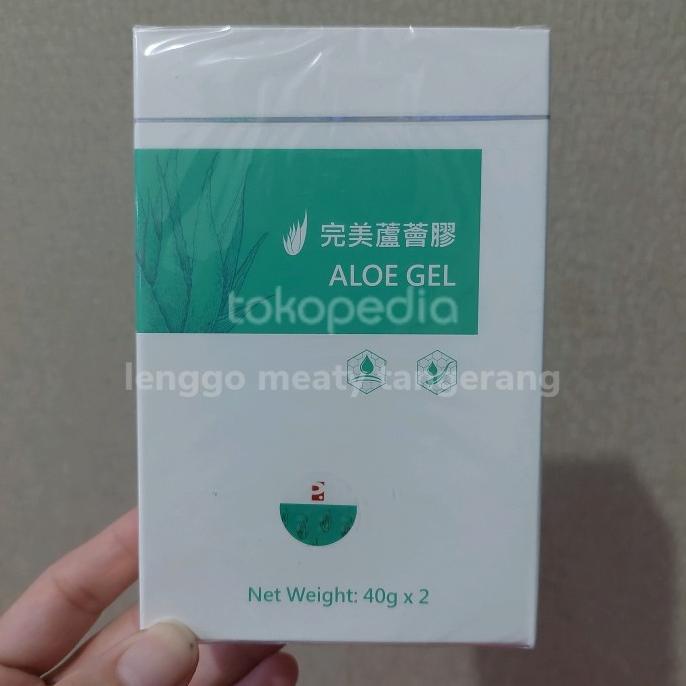 完美蘆薈膠
ALOE GEL
tokopedia
lenggo meaty tangerang
Net Weight: 40g x 2